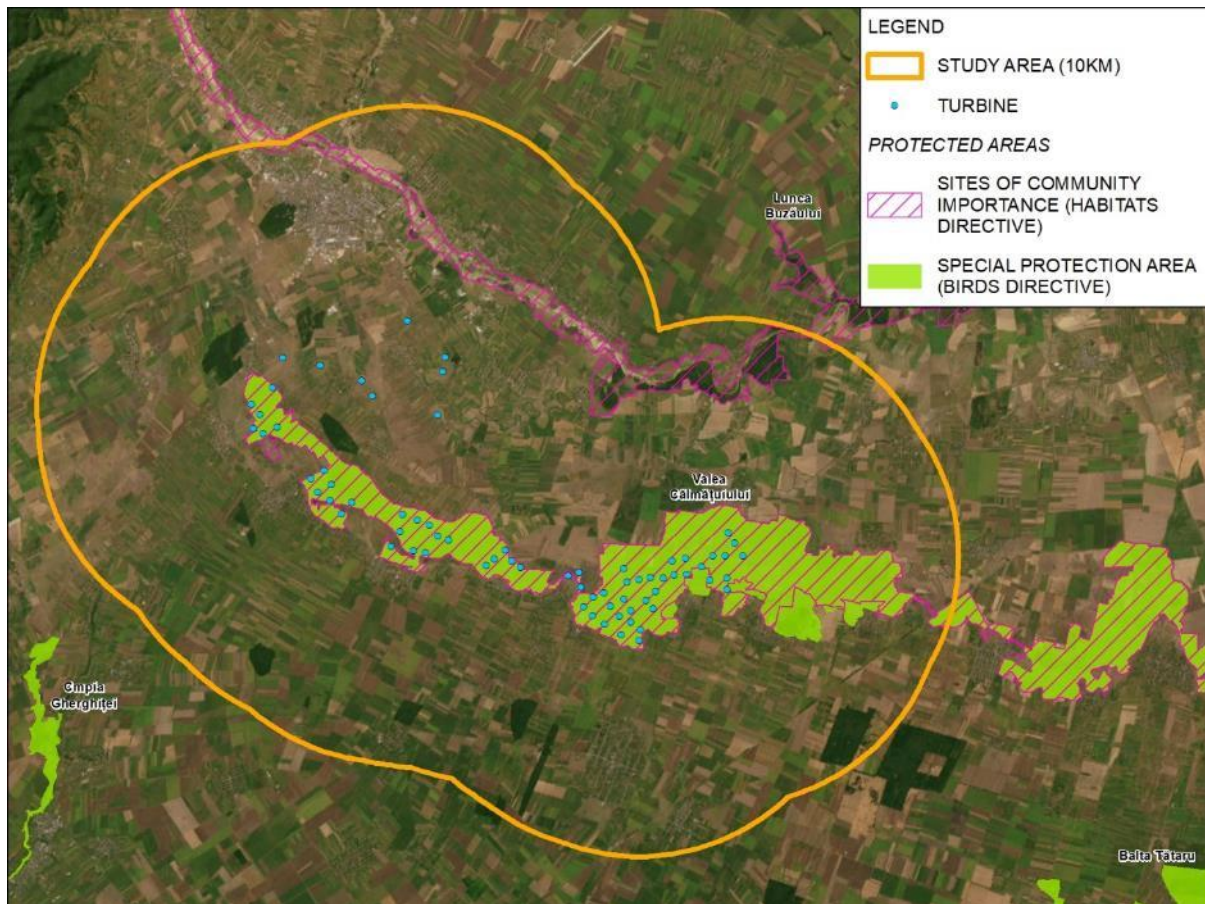 LEGEND
STUDY AREA (10KM)
TURBINE
PROTECTED AREAS
SITES OF COMMUNITY
IMPORTANCE (HABITATS
DIRECTIVE)
SPECIAL PROTECTION AREA
(BIRDS DIRECTIVE)
Lunca
Buzăului
Valea
Călmățuiului
Cmpia
Gherghiței
Balta Tătaru